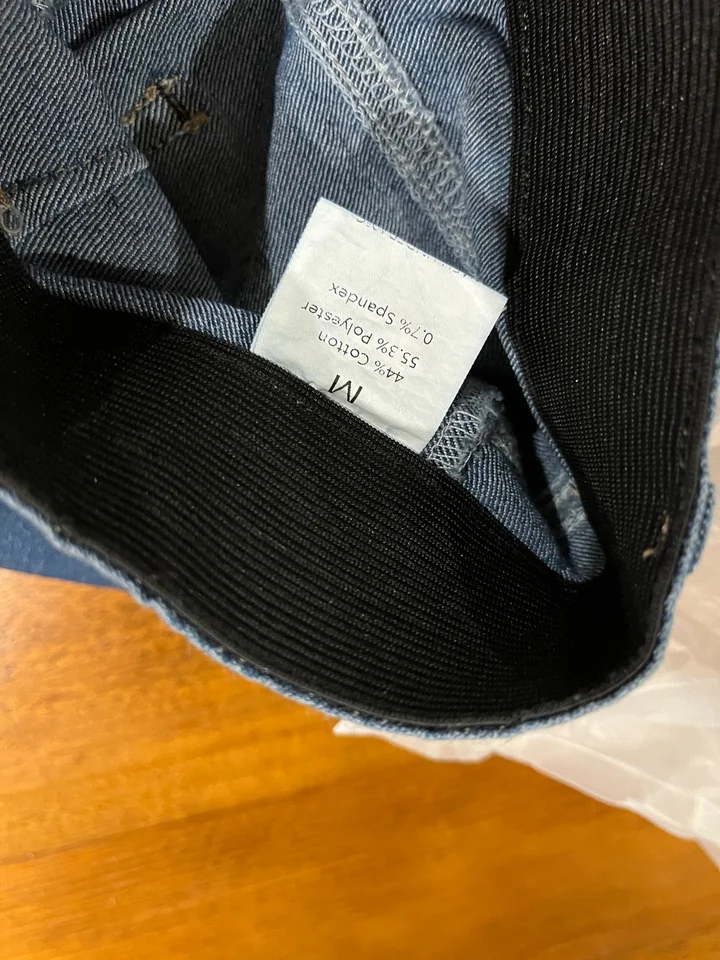 M
44% Cotton
55.3% Polyester
0.7% Spandex